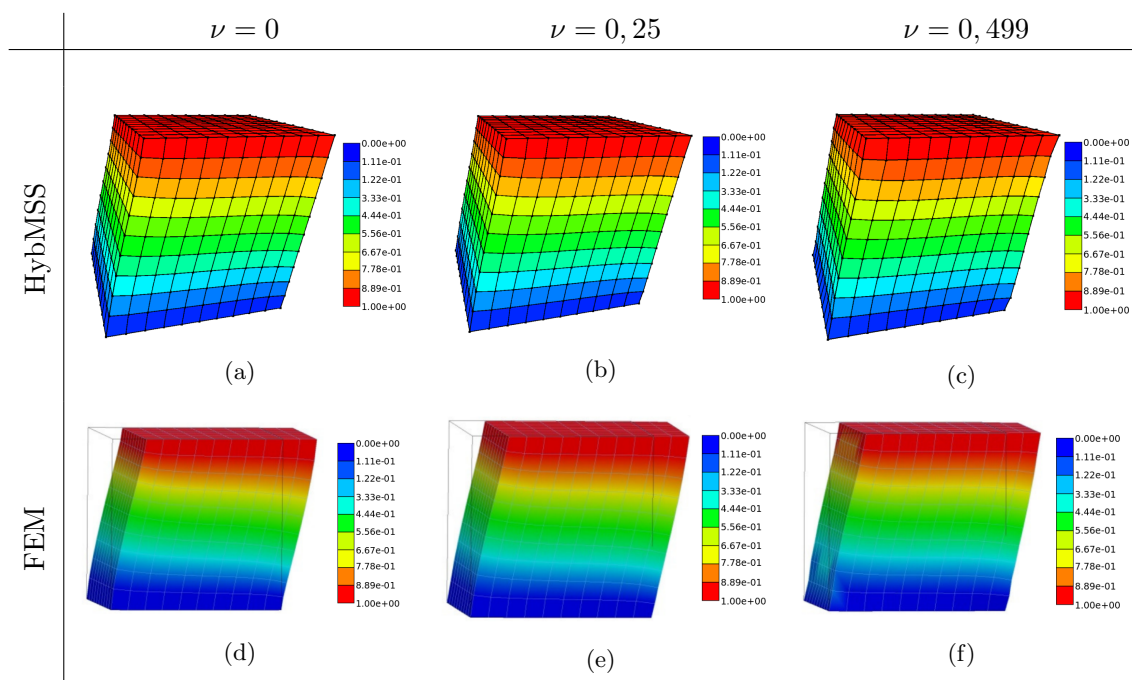 ν = 0 ν = 0, 25 ν = 0, 499
HybMSS
0.00e+00
1.11e-01
1.22e-01
3.33e-01
4.44e-01
5.56e-01
6.67e-01
7.78e-01
8.89e-01
1.00e+00
0.00e+00
1.11e-01
1.22e-01
3.33e-01
4.44e-01
5.56e-01
6.67e-01
7.78e-01
8.89e-01
1.00e+00
0.00e+00
1.11e-01
1.22e-01
3.33e-01
4.44e-01
5.56e-01
6.67e-01
7.78e-01
8.89e-01
1.00e+00
(a) (b) (c)
FEM
0.00e+00
1.11e-01
1.22e-01
3.33e-01
4.44e-01
5.56e-01
6.67e-01
7.78e-01
8.89e-01
1.00e+00
0.00e+00
1.11e-01
1.22e-01
3.33e-01
4.44e-01
5.56e-01
6.67e-01
7.78e-01
8.89e-01
1.00e+00
0.00e+00
1.11e-01
1.22e-01
3.33e-01
4.44e-01
5.56e-01
6.67e-01
7.78e-01
8.89e-01
1.00e+00
(d) (e) (f)